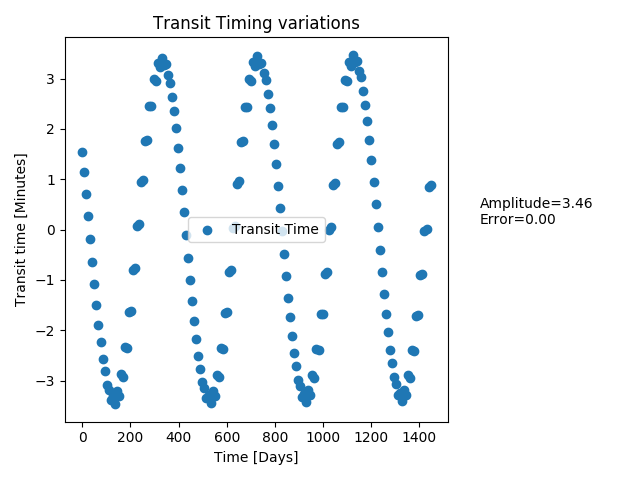 Transit Timing variations
Transit time [Minutes]
3
2
1
0
−1
−2
−3
Transit Time
Amplitude=3.46
Error=0.00
0 200 400 600 800 1000 1200 1400
Time [Days]